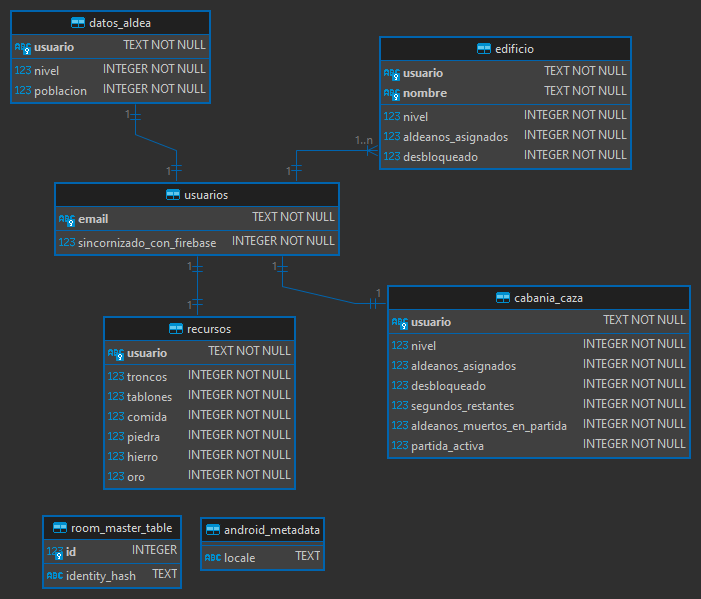 datos_aldea
ABC usuario TEXT NOT NULL
123 nivel INTEGER NOT NULL
123 poblacion INTEGER NOT NULL
1
1
edificio
ABC usuario TEXT NOT NULL
ABC nombre TEXT NOT NULL
123 nivel INTEGER NOT NULL
123 aldeanos_asignados INTEGER NOT NULL
123 desbloqueado INTEGER NOT NULL
1..n
1
usuarios
ABC email TEXT NOT NULL
123 sincornizado_con_firebase INTEGER NOT NULL
1
1
1
1
recursos
ABC usuario TEXT NOT NULL
123 troncos INTEGER NOT NULL
123 tablones INTEGER NOT NULL
123 comida INTEGER NOT NULL
123 piedra INTEGER NOT NULL
123 hierro INTEGER NOT NULL
123 oro INTEGER NOT NULL
cabania_caza
ABC usuario TEXT NOT NULL
123 nivel INTEGER NOT NULL
123 aldeanos_asignados INTEGER NOT NULL
123 desbloqueado INTEGER NOT NULL
123 segundos_restantes INTEGER NOT NULL
123 aldeanos_muertos_en_partida INTEGER NOT NULL
123 partida_activa INTEGER NOT NULL
room_master_table
123 id INTEGER
ABC identity_hash TEXT
android_metadata
ABC locale TEXT